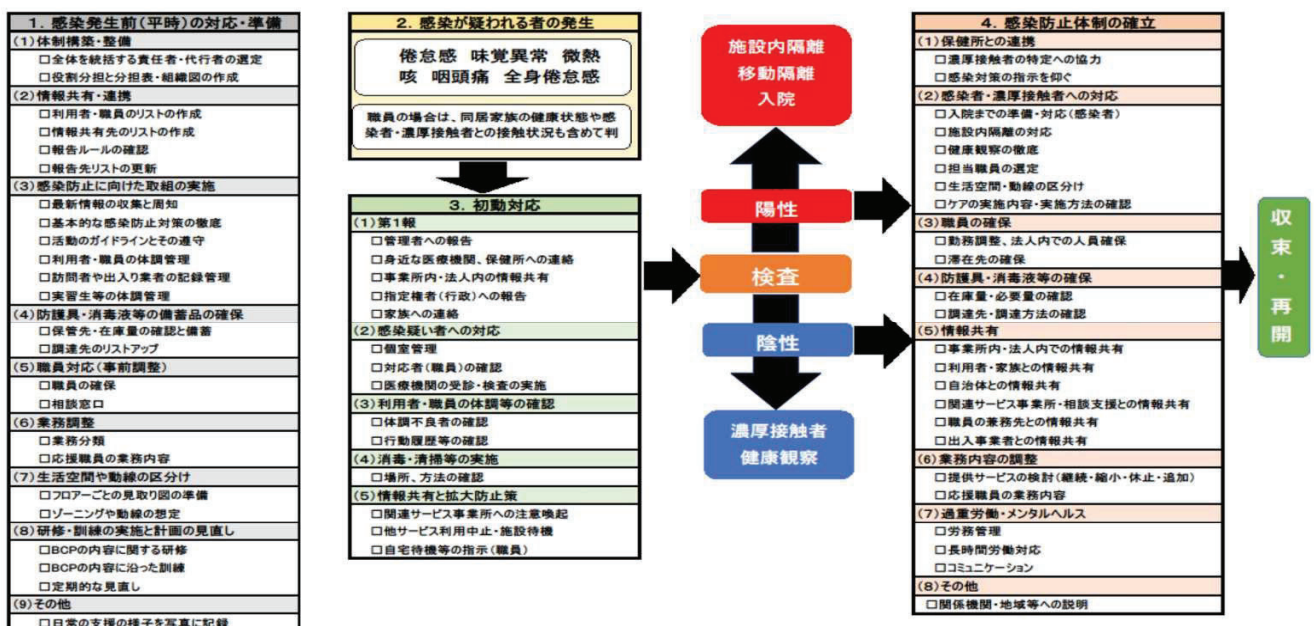 1. 感染発生前(平時)の対応・準備
(1)体制構築・整備
□全体を統括する責任者・代行者の選定
□役割分担と分担表・組織図の作成
(2)情報共有・連携
□利用者・職員のリストの作成
□情報共有先のリストの作成
□報告ルールの確認
□報告先リストの更新
(3)感染防止に向けた取組の実施
□最新情報の収集と周知
□基本的な感染防止対策の徹底
□活動のガイドラインとその遵守
□利用者・職員の体調管理
□訪問者や出入り業者の記録管理
□実習生等の体調管理
(4)防護具・消毒液等の備蓄品の確保
□保管先・在庫量の確認と備蓄
□調達先のリストアップ
(5)職員対応(事前調整)
□職員の確保
□相談窓口
(6)業務調整
□業務分類
□応援職員の業務内容
(7)生活空間や動線の区分け
□フロアーごとの見取り図の準備
□ゾーニングや動線の想定
(8)研修・訓練の実施と計画の見直し
□BCPの内容に関する研修
□BCPの内容に沿った訓練
□定期的な見直し
(9)その他
□日常の支援の様子を写真に記録
2. 感染が疑われる者の発生
倦怠感 味覚異常 微熱
咳 咽頭痛 全身倦怠感
職員の場合は、同居家族の健康状態や感
染者・濃厚接触者との接触状況も含めて判
3. 初動対応
(1)第1報
□管理者への報告
□身近な医療機関、保健所への連絡
□事業所内・法人内の情報共有
□指定権者(行政)への報告
□家族への連絡
(2)感染疑い者への対応
□個室管理
□対応者(職員)の確認
□医療機関の受診・検査の実施
(3)利用者・職員の体調等の確認
□体調不良者の確認
□行動履歴等の確認
(4)消毒・清掃等の実施
□場所、方法の確認
(5)情報共有と拡大防止策
□関連サービス事業所への注意喚起
□他サービス利用中止・施設待機
□自宅待機等の指示(職員)
施設内隔離
移動隔離
入院
陽性
検査
陰性
濃厚接触者
健康観察
4. 感染防止体制の確立
(1)保健所との連携
□濃厚接触者の特定への協力
□感染対策の指示を仰ぐ
(2)感染者・濃厚接触者への対応
□入院までの準備・対応(感染者)
□施設内隔離の対応
□健康観察の徹底
□担当職員の選定
□生活空間・動線の区分け
□ケアの実施内容・実施方法の確認
(3)職員の確保
□勤務調整、法人内での人員確保
□滞在先の確保
(4)防護具・消毒液等の確保
□在庫量・必要量の確認
□調達先・調達方法の確認
(5)情報共有
□事業所内・法人内での情報共有
□利用者・家族との情報共有
□自治体との情報共有
□関連サービス事業所・相談支援との情報共有
□職員の兼務先との情報共有
□出入事業者との情報共有
(6)業務内容の調整
□提供サービスの検討(継続・縮小・休止・追加)
□応援職員の業務内容
(7)過重労働・メンタルヘルス
□労務管理
□長時間労働対応
□コミュニケーション
(8)その他
□関係機関・地域等への説明
収束・再開